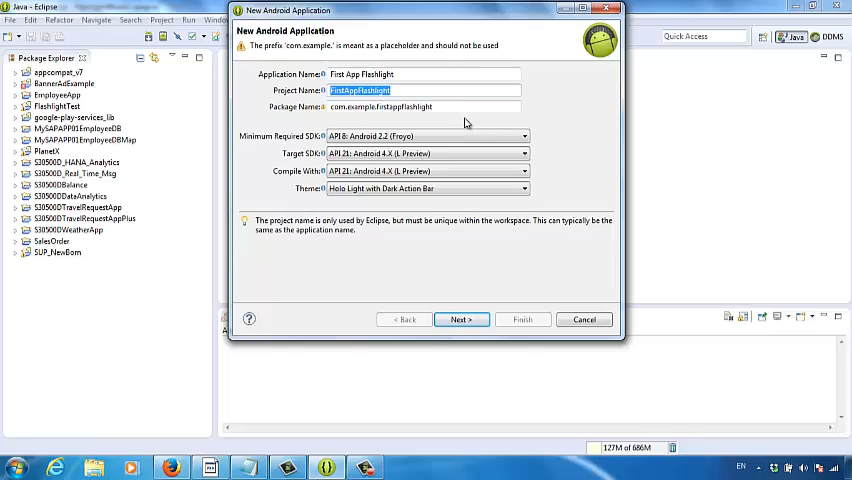 Java - Eclipse
New Android Application
File Edit Navigate Search Project Run
Quick Access
Java
DDMS
Package Explorer
appcompat_v7
BannerAdExample
EmployeeApp
FlashlightTest
google-play-services_lib
MySAPAPP01EmployeeDB
MySAPAPP01EmployeeDBMap
PlanetX
S30500D_HANA_Analytics
S30500D_Real_Time_Msg
S30500DBalance
S30500DDataAnalytics
S30500DTravelRequestApp
S30500DTravelRequestAppPlus
S30500DWeatherApp
SalesOrder
SUP_NewBorn
New Android Application
The prefix 'com.example.' is meant as a placeholder and should not be used
Application Name: First App Flashlight
Project Name: FirstAppFlashlight
Package Name: com.example.firstappflashlight
Minimum Required SDK: API 8: Android 2.2 (Froyo)
Target SDK: API 21: Android 4.X (L Preview)
Compile With: API 21: Android 4.X (L Preview)
Theme: Holo Light with Dark Action Bar
The project name is only used by Eclipse, but must be unique within the workspace. This can typically be the
same as the application name.
?
< Back
Next >
Finish
Cancel
127M of 686M
EN